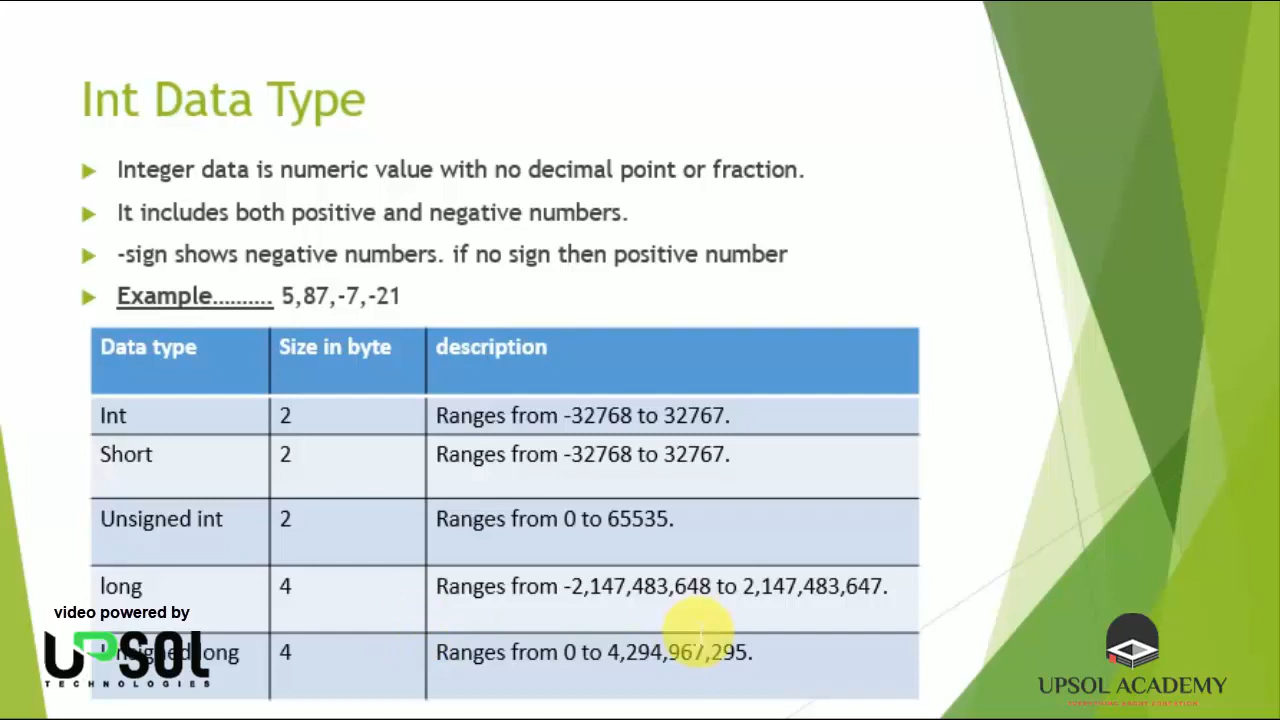 Int Data Type
Integer data is numeric value with no decimal point or fraction.
It includes both positive and negative numbers.
-sign shows negative numbers. if no sign then positive number
Example.......... 5,87,-7,-21
Data type Size in byte description
Int 2 Ranges from -32768 to 32767.
Short 2 Ranges from -32768 to 32767.
Unsigned int 2 Ranges from 0 to 65535.
long 4 Ranges from -2,147,483,648 to 2,147,483,647.
video powered by
Unsigned long 4 Ranges from 0 to 4,294,967,295.
UPSOL
TECHNOLOGIES
UPSOL ACADEMY